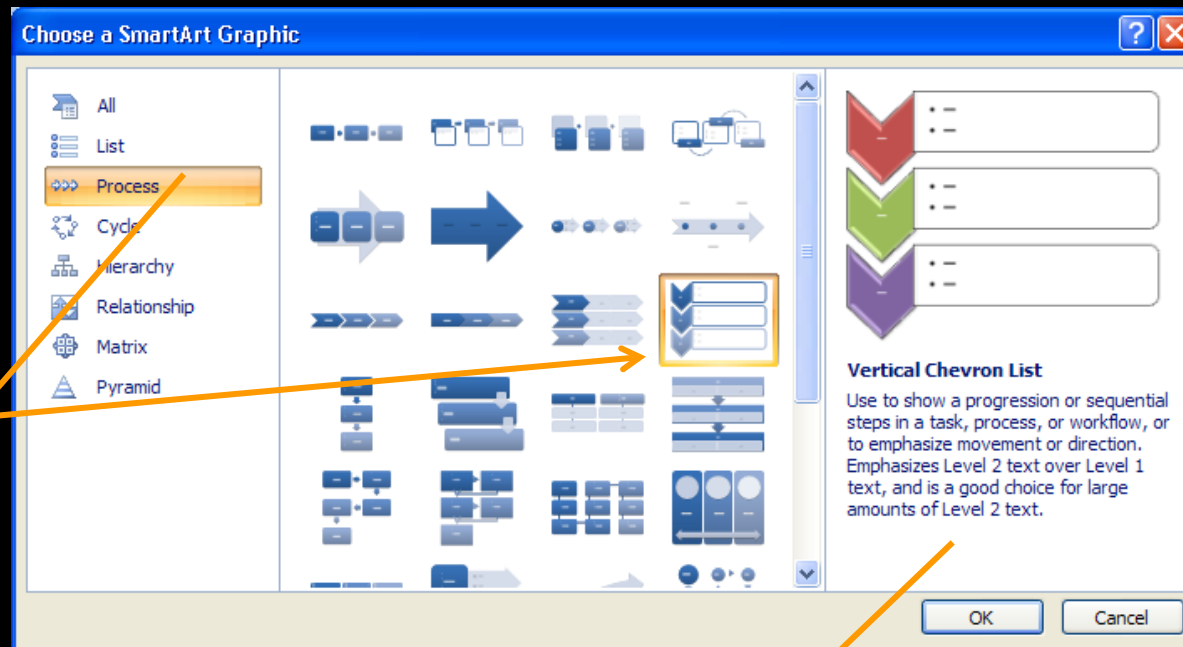 Choose a SmartArt Graphic
All
List
Process
Cycle
Hierarchy
Relationship
Matrix
Pyramid
Vertical Chevron List
Use to show a progression or sequential
steps in a task, process, or workflow, or
to emphasize movement or direction.
Emphasizes Level 2 text over Level 1
text, and is a good choice for large
amounts of Level 2 text.
OK
Cancel